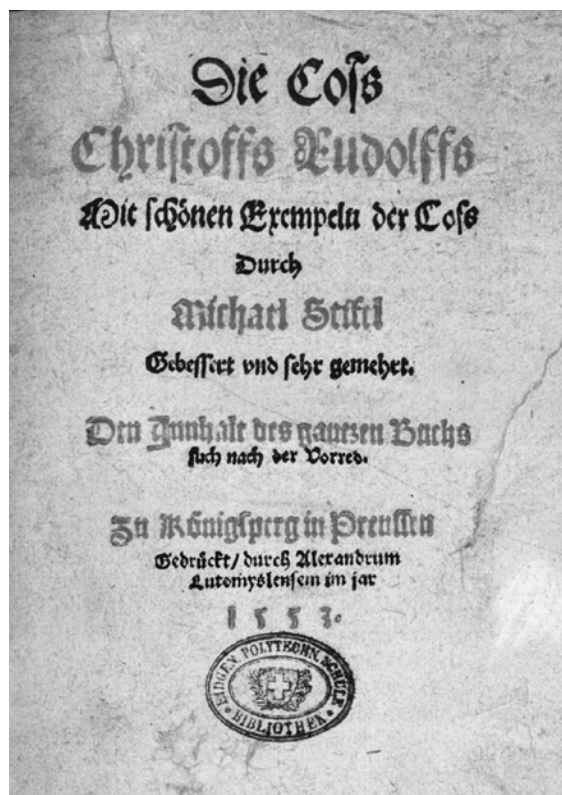 Die Coſs
Chriſtoffs Rudolffs
Mit ſchönen Exempeln der Coſs
Durch
Michael Stifel
Gebeſſert vnd ſehr gemehrt.
Den Jnnhalt des gantzen Buchs
ſuch nach der Vorred.
Zu Königſperg in Preuſſen
Gedrückt/ durch Alexandrum
Lutomyslenſem im jar
1553.
EIDGEN. POLYTECHN. SCHULE
• BIBLIOTHEK •